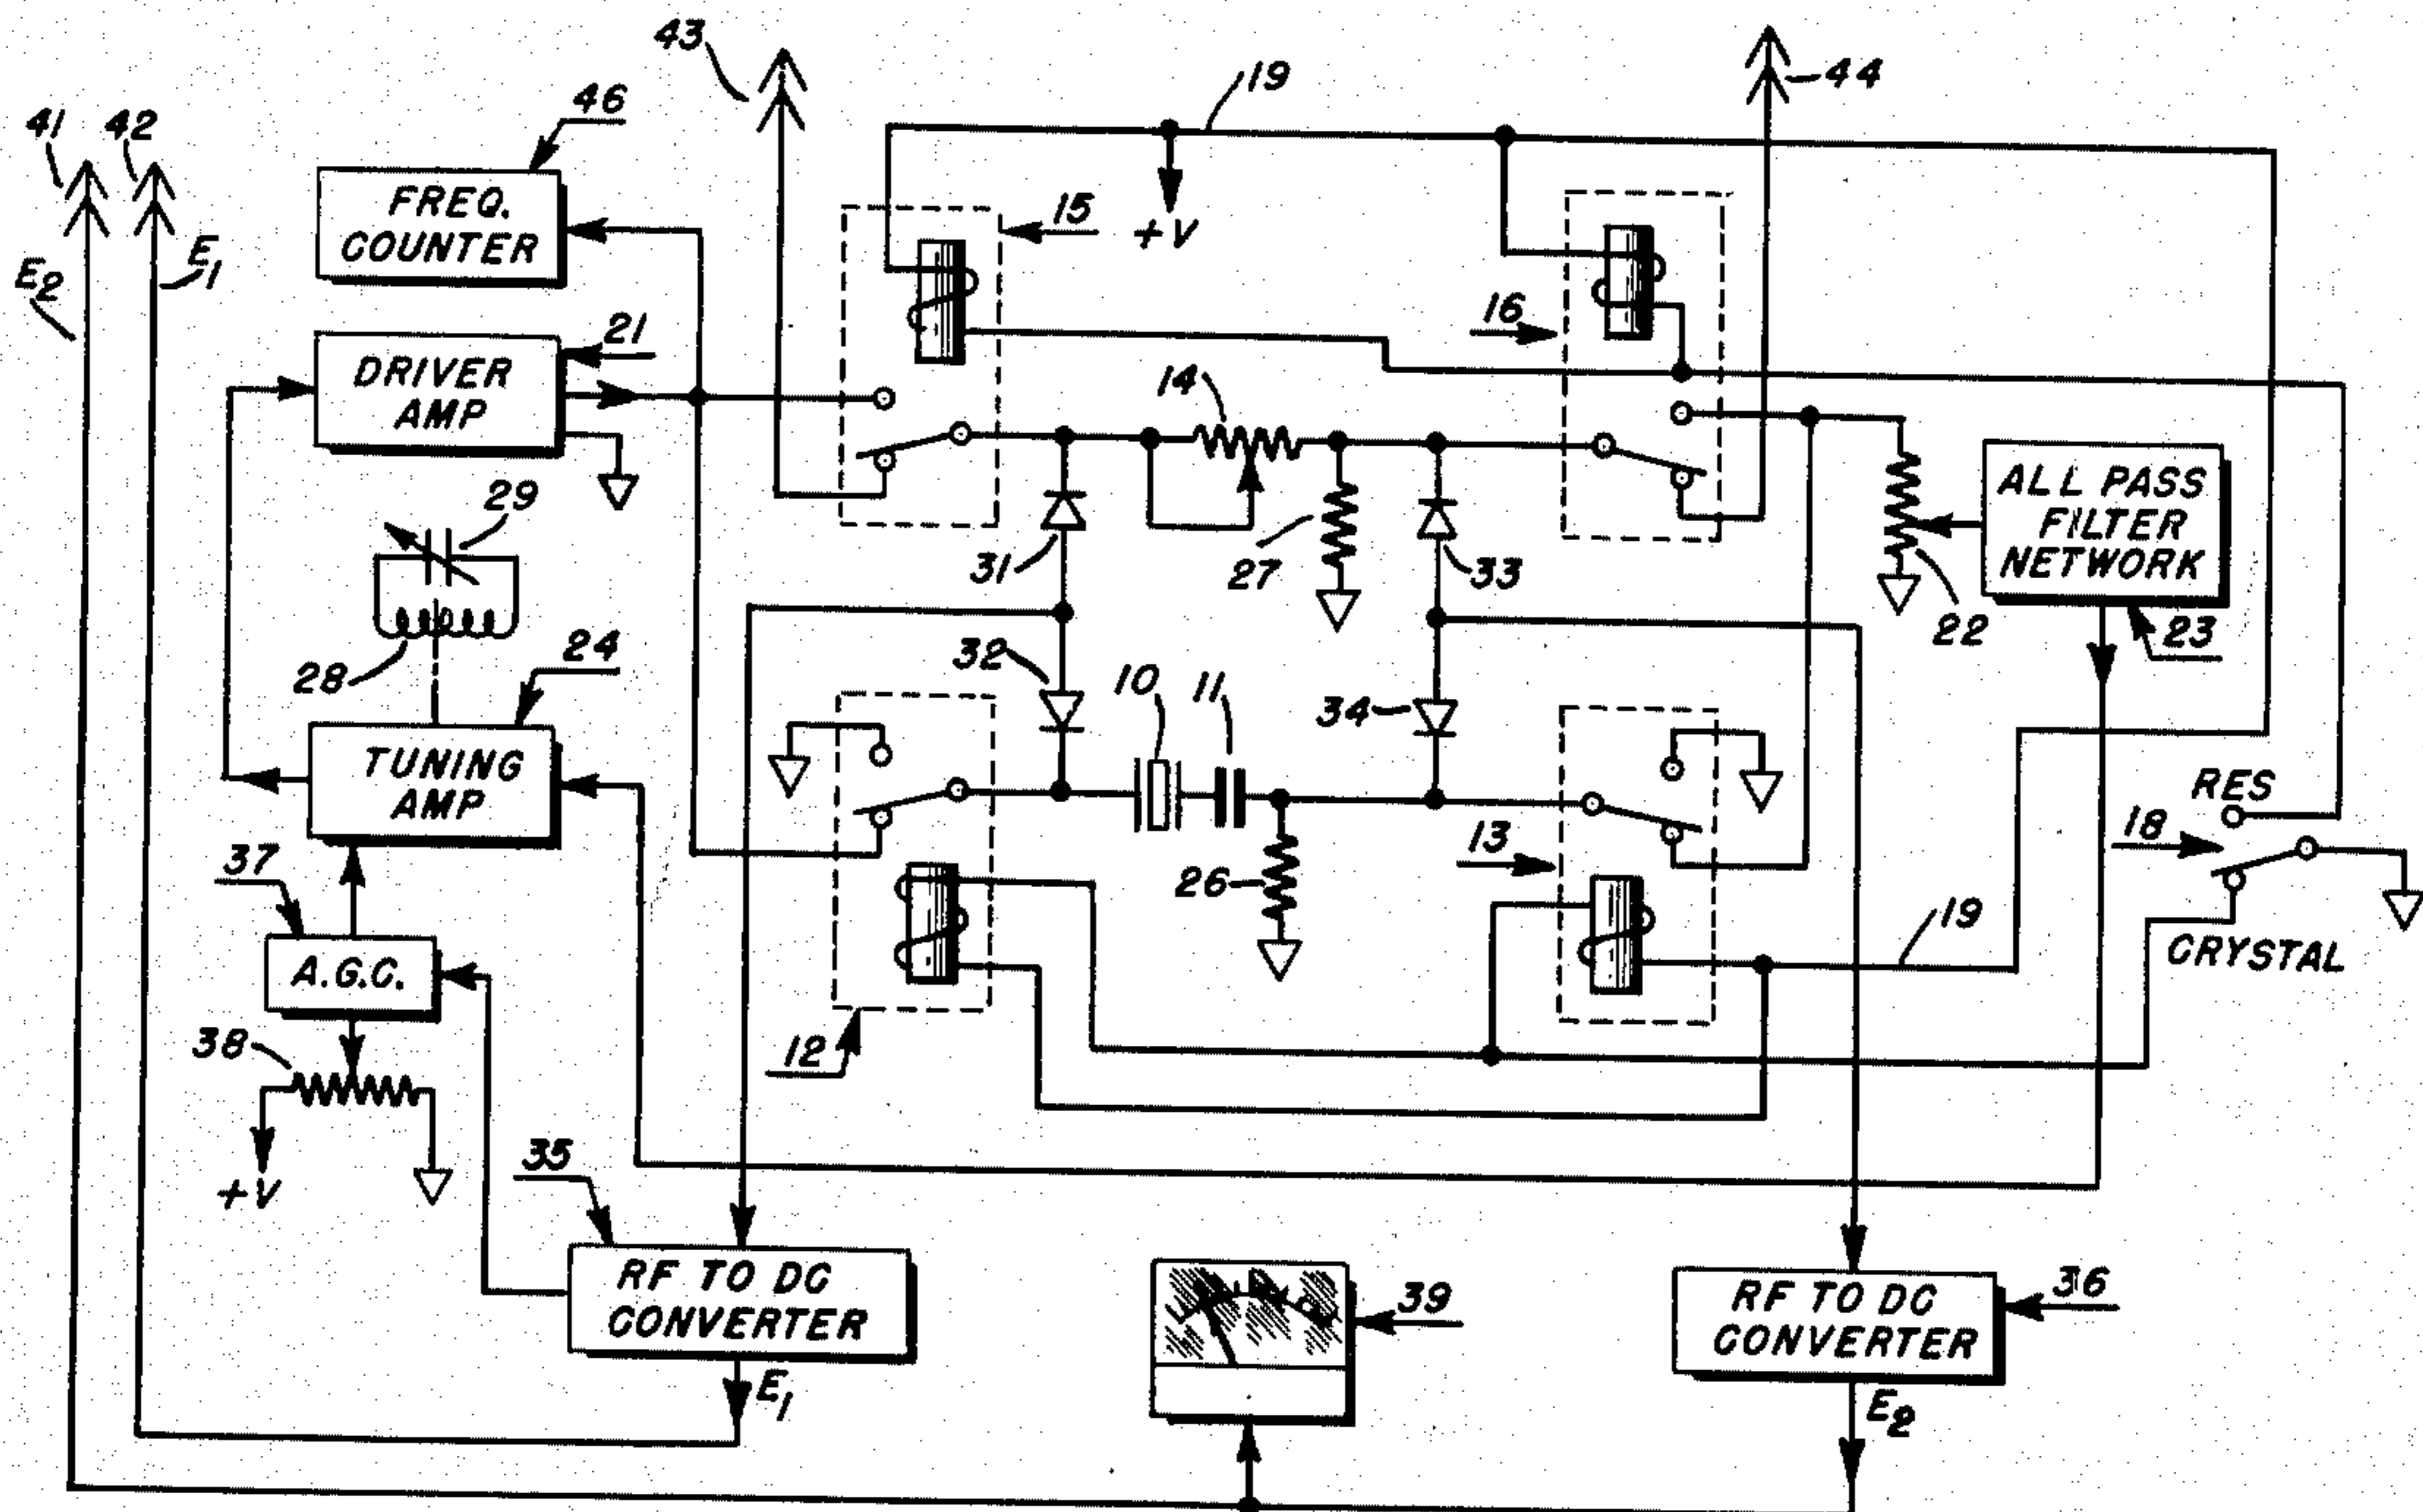 43
19
44
46
41
42
FREQ.
COUNTER
15
+V
E1
E2
16
21
DRIVER
AMP
14
ALL PASS
FILTER
NETWORK
29
31
27
33
22
23
28
24
32
10
11
34
TUNING
AMP
RES
18
13
37
26
19
CRYSTAL
A.G.C.
38
12
35
+V
RF TO DC
CONVERTER
39
36
RF TO DC
CONVERTER
E1
E2